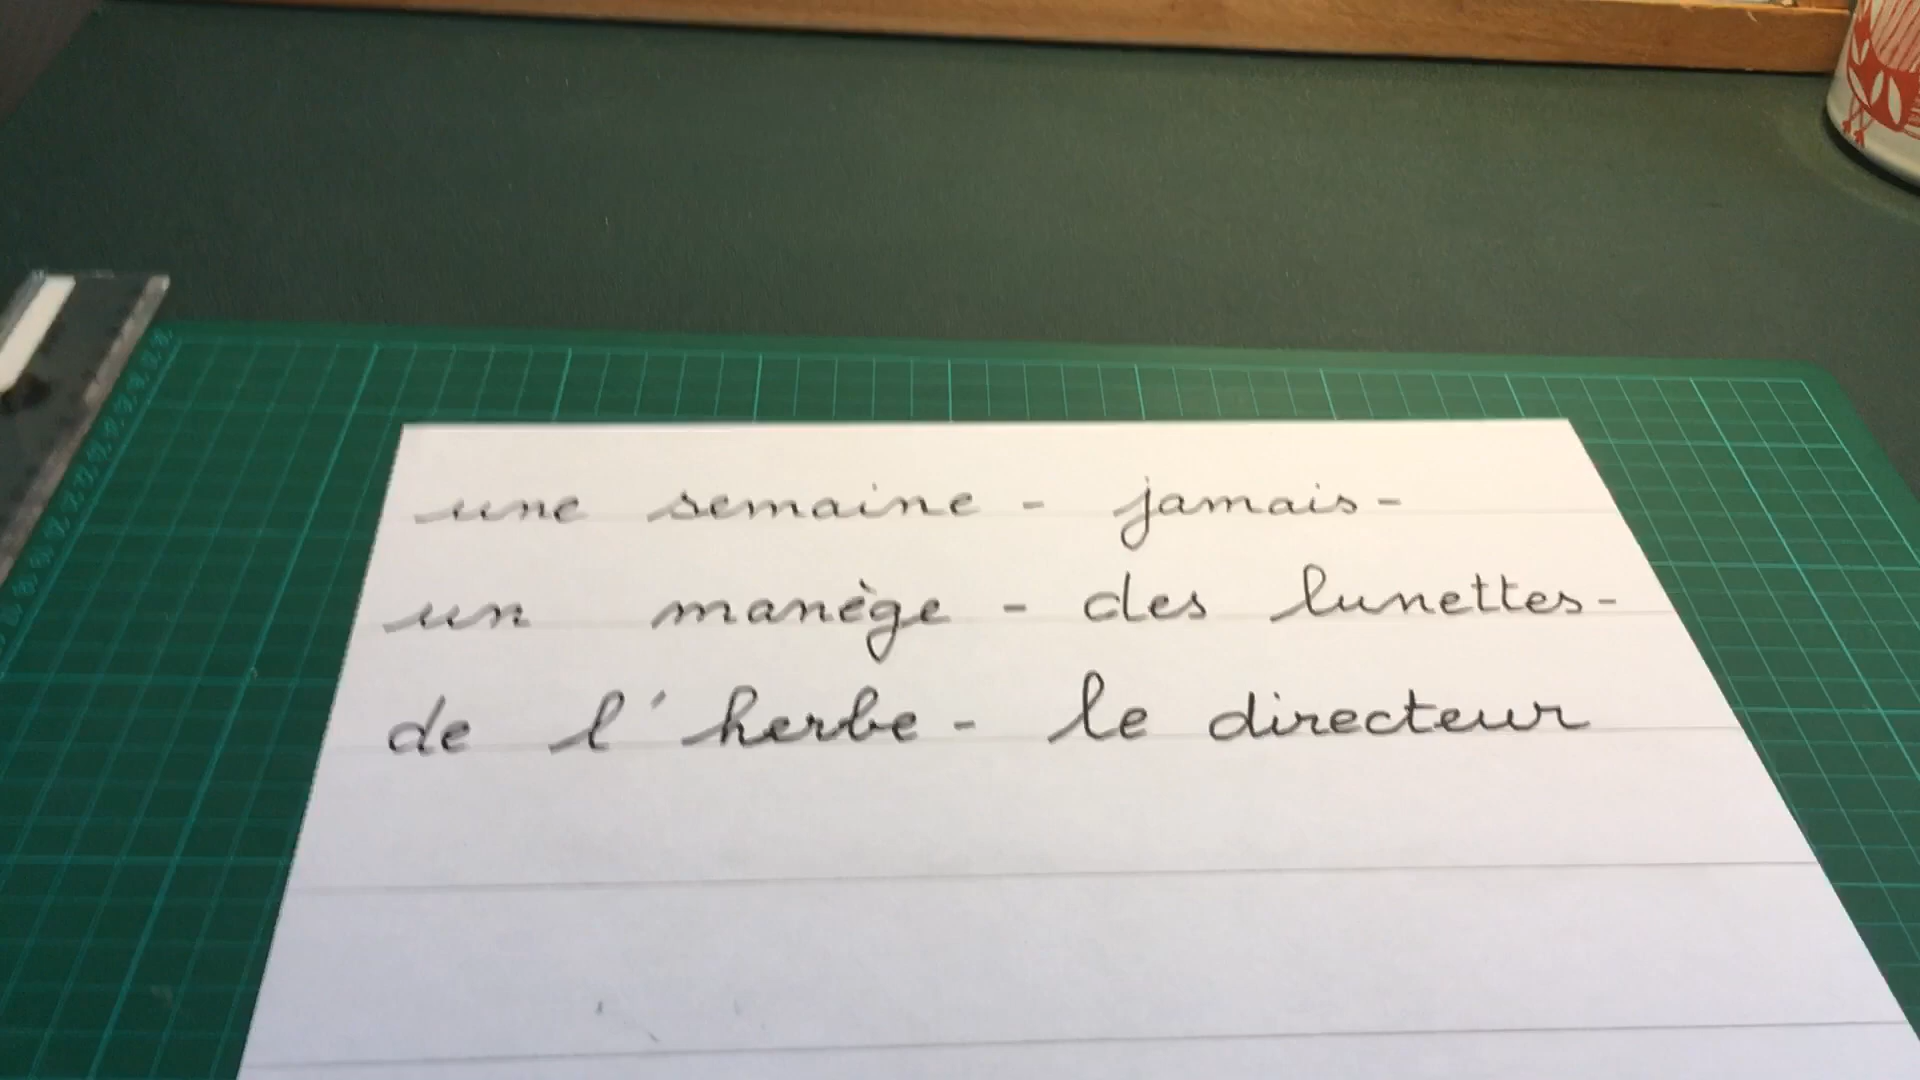 une semaine - jamais -
un manège - des lunettes -
de l'herbe - le directeur